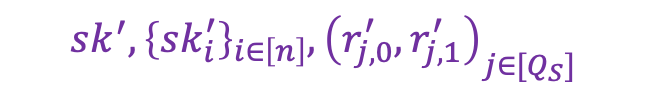 sk′, {sk′ᵢ}ᵢ∈[n], (r′ⱼ,₀, r′ⱼ,₁)ⱼ∈[Q_S]